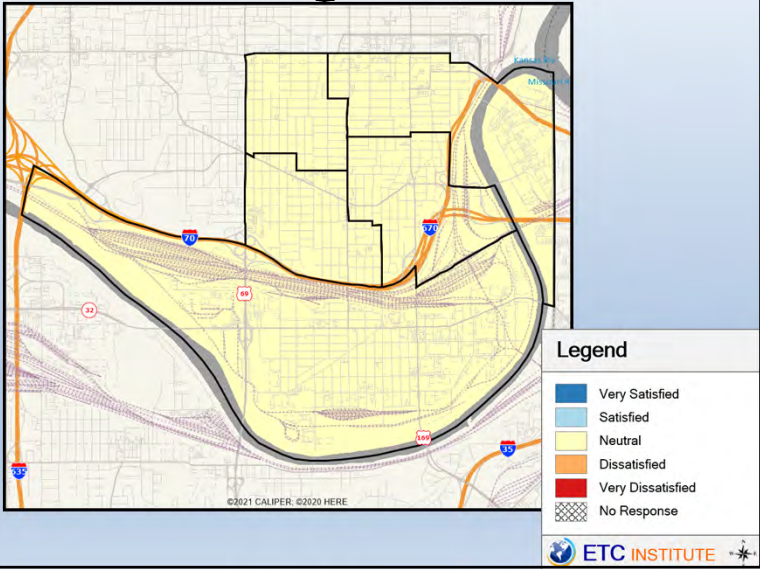 Kansas
Missouri
70
670
69
32
169
635
35
©2021 CALIPER; ©2020 HERE
Legend
Very Satisfied
Satisfied
Neutral
Dissatisfied
Very Dissatisfied
No Response
ETC INSTITUTE